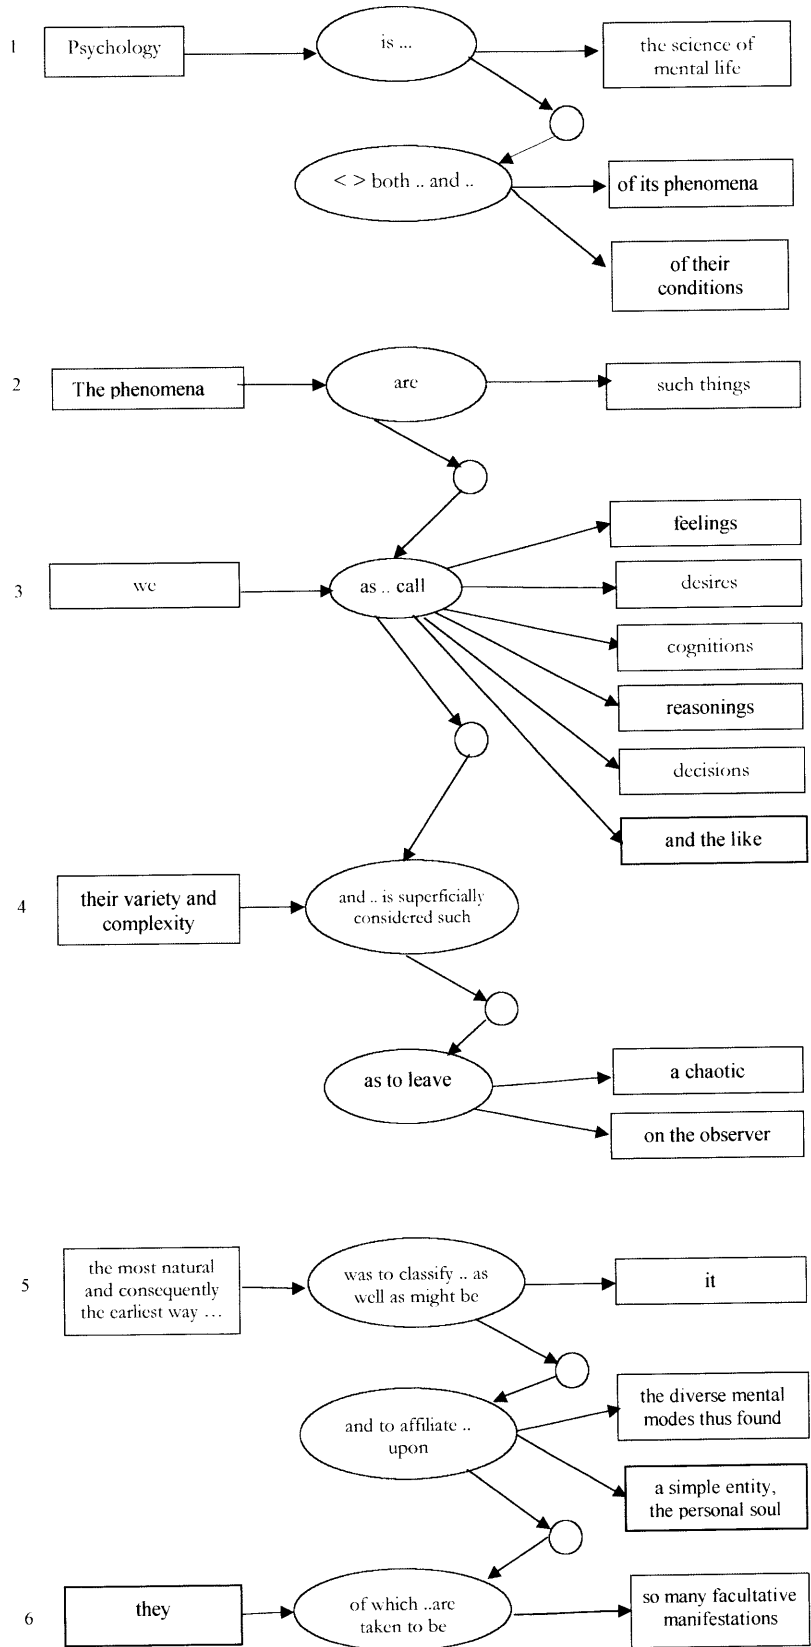 1
Psychology
is ...
the science of
mental life
< > both .. and ..
of its phenomena
of their
conditions
2
The phenomena
are
such things
feelings
3
we
as .. call
desires
cognitions
reasonings
decisions
and the like
4
their variety and
complexity
and .. is superficially
considered such
as to leave
a chaotic
on the observer
5
the most natural
and consequently
the earliest way ...
was to classify .. as
well as might be
it
and to affiliate ..
upon
the diverse mental
modes thus found
a simple entity,
the personal soul
6
they
of which ..are
taken to be
so many facultative
manifestations